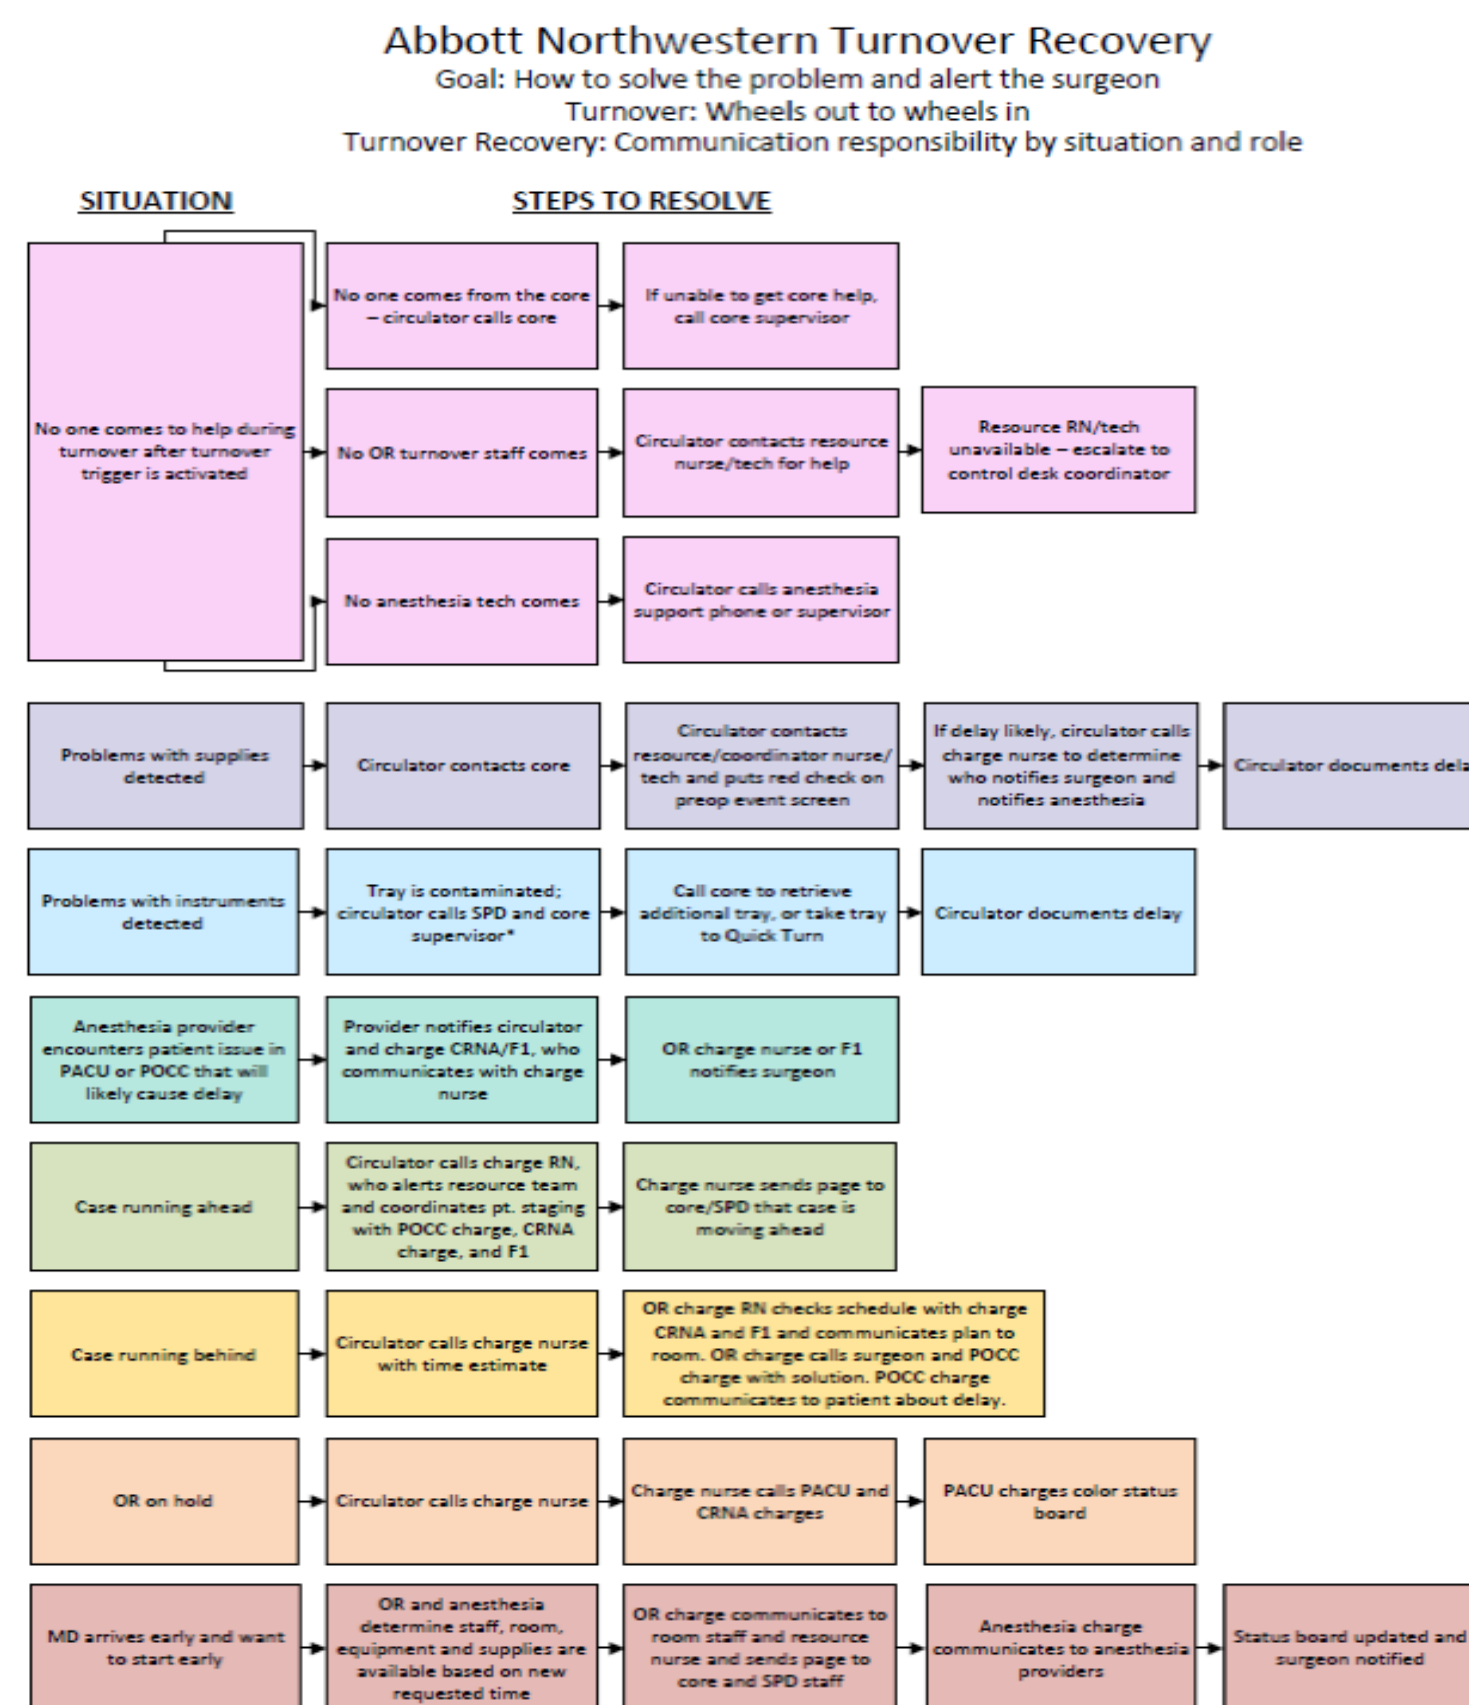 Abbott Northwestern Turnover Recovery
Goal: How to solve the problem and alert the surgeon
Turnover: Wheels out to wheels in
Turnover Recovery: Communication responsibility by situation and role
SITUATION
STEPS TO RESOLVE
No one comes to help during
turnover after turnover
trigger is activated
No one comes from the core
– circulator calls core
If unable to get core help,
call core supervisor
No OR turnover staff comes
Circulator contacts resource
nurse/tech for help
Resource RN/tech
unavailable – escalate to
control desk coordinator
No anesthesia tech comes
Circulator calls anesthesia
support phone or supervisor
Problems with supplies
detected
Circulator contacts core
Circulator contacts
resource/coordinator nurse/
tech and puts red check on
preop event screen
If delay likely, circulator calls
charge nurse to determine
who notifies surgeon and
notifies anesthesia
Circulator documents dela
Problems with instruments
detected
Tray is contaminated;
circulator calls SPD and core
supervisor*
Call core to retrieve
additional tray, or take tray
to Quick Turn
Circulator documents delay
Anesthesia provider
encounters patient issue in
PACU or POCC that will
likely cause delay
Provider notifies circulator
and charge CRNA/F1, who
communicates with charge
nurse
OR charge nurse or F1
notifies surgeon
Case running ahead
Circulator calls charge RN,
who alerts resource team
and coordinates pt. staging
with POCC charge, CRNA
charge, and F1
Charge nurse sends page to
core/SPD that case is
moving ahead
Case running behind
Circulator calls charge nurse
with time estimate
OR charge RN checks schedule with charge
CRNA and F1 and communicates plan to
room. OR charge calls surgeon and POCC
charge with solution. POCC charge
communicates to patient about delay.
OR on hold
Circulator calls charge nurse
Charge nurse calls PACU and
CRNA charges
PACU charges color status
board
MD arrives early and want
to start early
OR and anesthesia
determine staff, room,
equipment and supplies are
available based on new
requested time
OR charge communicates to
room staff and resource
nurse and sends page to
core and SPD staff
Anesthesia charge
communicates to anesthesia
providers
Status board updated and
surgeon notified